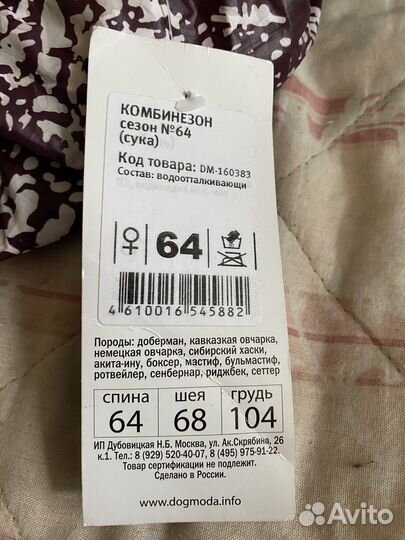 КОМБИНЕЗОН
сезон №64
(сука)
Код товара: DM-160383
Состав: водоотталкивающи
♀ 64
4 610016 545882
Породы: доберман, кавказкая овчарка,
немецкая овчарка, сибирский хаски,
акита-ину, боксер, мастиф, бульмастиф,
ротвейлер, сенбернар, риджбек, сеттер
спина шея грудь
64 68 104
ИП Дубовицкая Н.Б. Москва, ул. Ак.Скрябина, 26
к.1. Тел.: 8 (929) 520-40-07, 8 (495) 975-91-22.
Товар сертификации не подлежит.
Сделано в России.
www.dogmoda.info
Avito